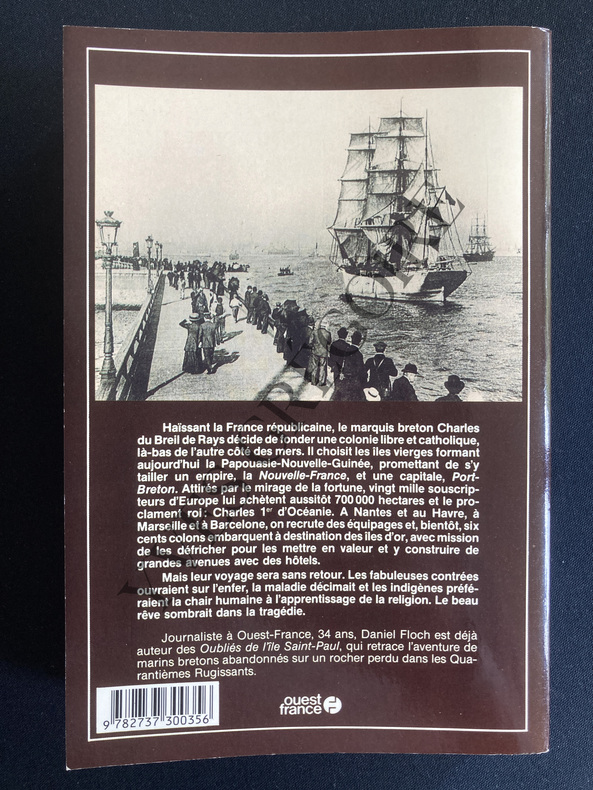 Haïssant la France républicaine, le marquis breton Charles
du Breil de Rays décide de fonder une colonie libre et catholique,
là-bas de l'autre côté des mers. Il choisit les îles vierges formant
aujourd'hui la Papouasie-Nouvelle-Guinée, promettant de s'y
tailler un empire, la Nouvelle-France, et une capitale, Port-
Breton. Attirés par le mirage de la fortune, vingt mille souscrip-
teurs d'Europe lui achètent aussitôt 700 000 hectares et le pro-
clament roi : Charles 1er d'Océanie. A Nantes et au Havre, à
Marseille et à Barcelone, on recrute des équipages et, bientôt, six
cents colons embarquent à destination des îles d'or, avec mission
de les défricher pour les mettre en valeur et y construire de
grandes avenues avec des hôtels.
Mais leur voyage sera sans retour. Les fabuleuses contrées
ouvraient sur l'enfer, la maladie décimait et les indigènes préfé-
raient la chair humaine à l'apprentissage de la religion. Le beau
rêve sombrait dans la tragédie.
Journaliste à Ouest-France, 34 ans, Daniel Floch est déjà
auteur des Oubliés de l'île Saint-Paul, qui retrace l'aventure de
marins bretons abandonnés sur un rocher perdu dans les Qua-
rantièmes Rugissants.
9 782737 300356
ouest
france